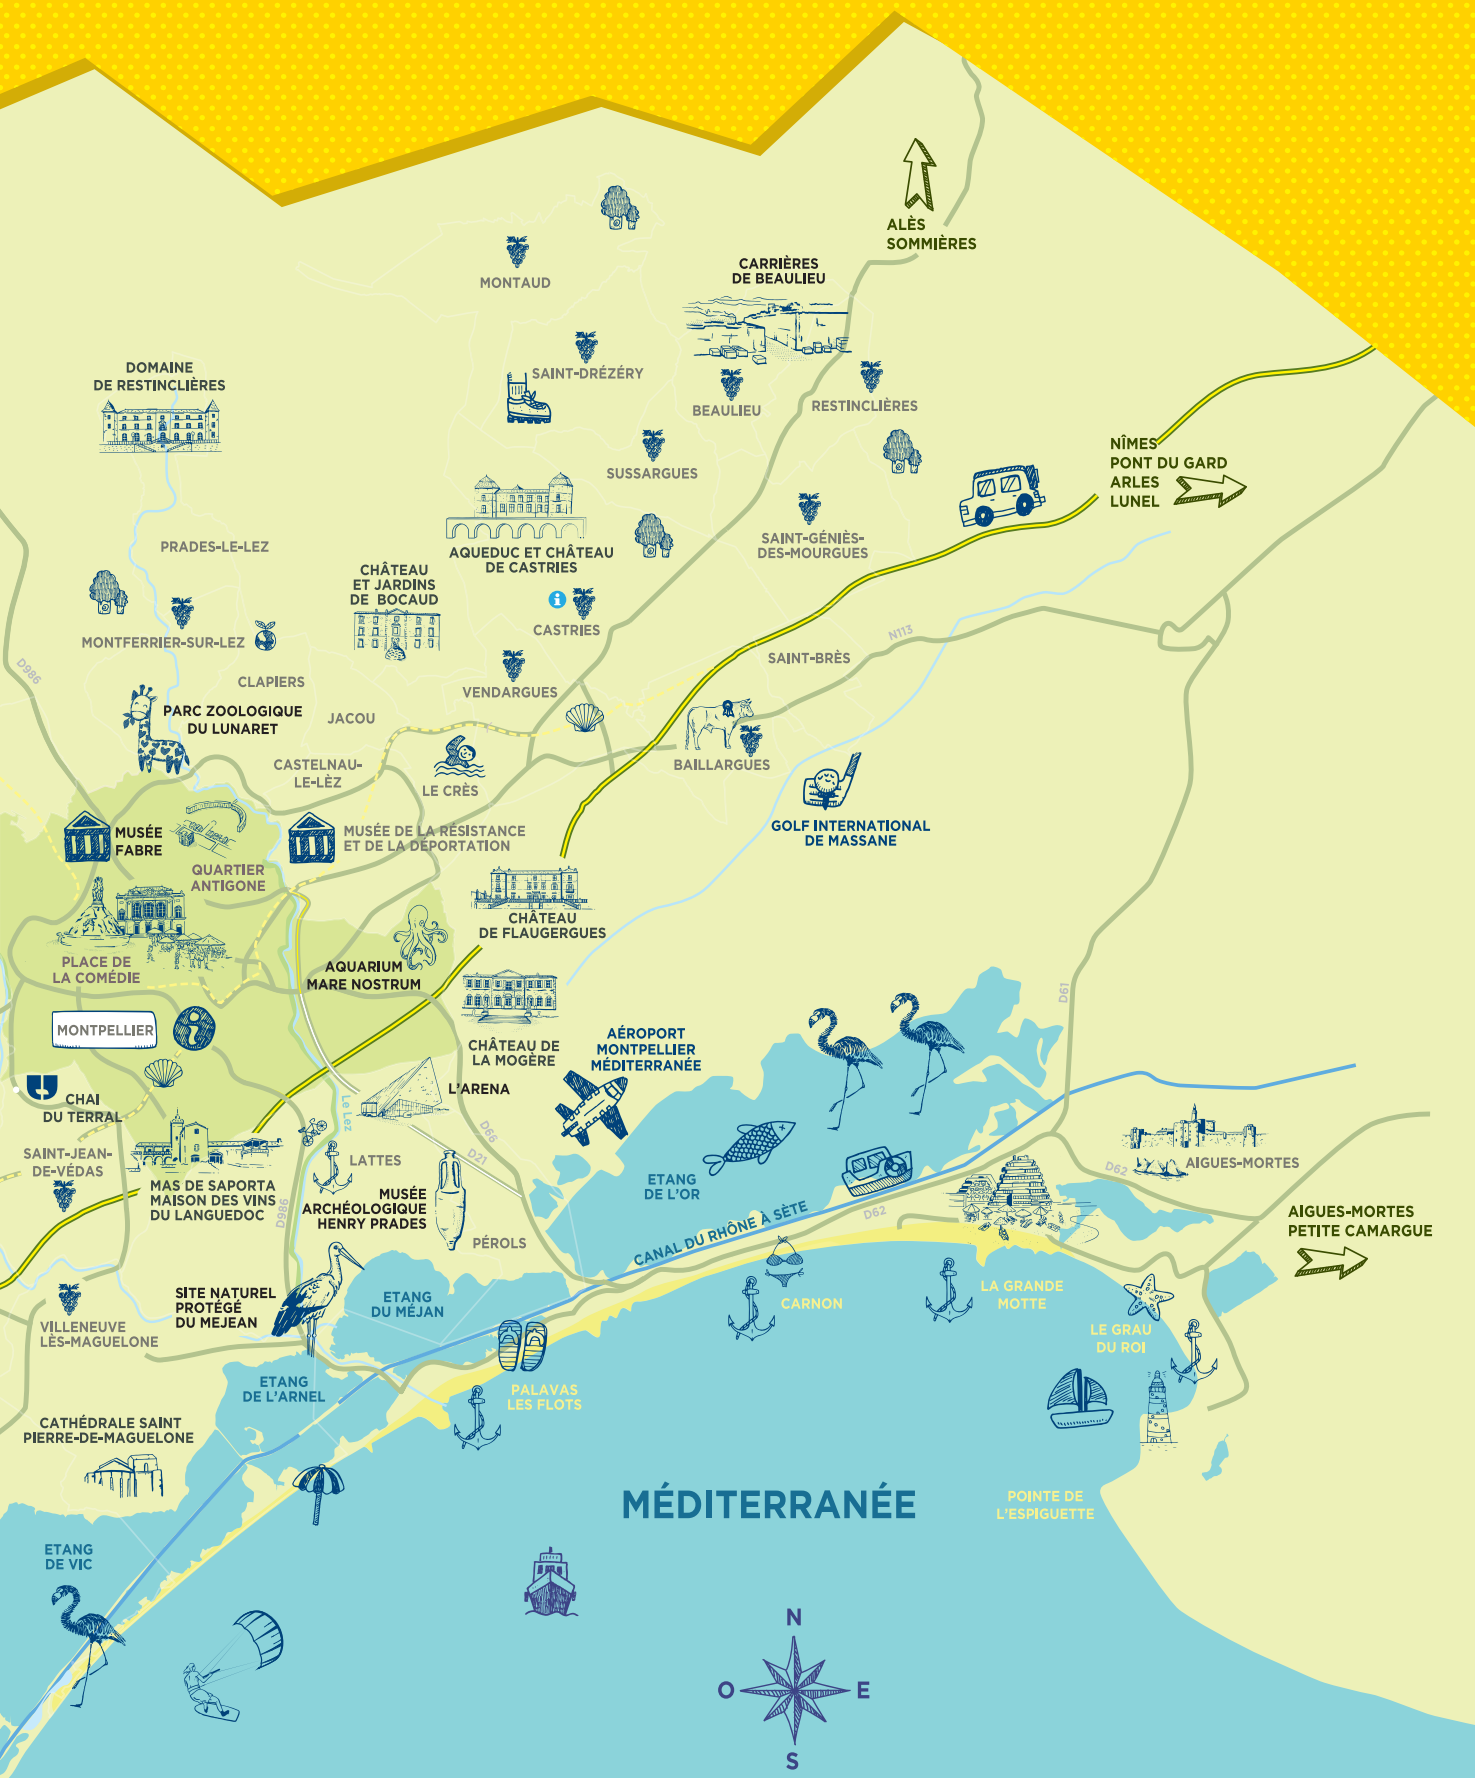 ALÈS
SOMMIÈRES
CARRIÈRES
DE BEAULIEU
MONTAUD
DOMAINE
DE RESTINCLIÈRES
SAINT-DRÉZÉRY
BEAULIEU
RESTINCLIÈRES
NÎMES
PONT DU GARD
ARLES
LUNEL
SUSSARGUES
PRADES-LE-LEZ
AQUEDUC ET CHÂTEAU
DE CASTRIES
SAINT-GÉNIÈS-
DES-MOURGUES
CHÂTEAU
ET JARDINS
DE BOCAUD
i
CASTRIES
MONTFERRIER-SUR-LEZ
N113
SAINT-BRÈS
D986
CLAPIERS
VENDARGUES
PARC ZOOLOGIQUE
DU LUNARET
JACOU
CASTELNAU-
LE-LÈZ
LE CRÈS
BAILLARGUES
GOLF INTERNATIONAL
DE MASSANE
MUSÉE
FABRE
MUSÉE DE LA RÉSISTANCE
ET DE LA DÉPORTATION
QUARTIER
ANTIGONE
CHÂTEAU
DE FLAUGERGUES
PLACE DE
LA COMÉDIE
AQUARIUM
MARE NOSTRUM
D61
MONTPELLIER
i
CHÂTEAU DE
LA MOGÈRE
AÉROPORT
MONTPELLIER
MÉDITERRANÉE
L'ARENA
CHAI
DU TERRAL
Le Lez
D66
D21
SAINT-JEAN-
DE-VÉDAS
LATTES
MAS DE SAPORTA
MAISON DES VINS
DU LANGUEDOC
D986
MUSÉE
ARCHÉOLOGIQUE
HENRY PRADES
PÉROLS
ETANG
DE L'OR
CANAL DU RHÔNE À SÈTE
D62
D62
AIGUES-MORTES
AIGUES-MORTES
PETITE CAMARGUE
SITE NATUREL
PROTÉGÉ
DU MEJEAN
ETANG
DU MÉJAN
CARNON
LA GRANDE
MOTTE
LE GRAU
DU ROI
VILLENEUVE
LÈS-MAGUELONE
ETANG
DE L'ARNEL
PALAVAS
LES FLOTS
CATHÉDRALE SAINT
PIERRE-DE-MAGUELONE
MÉDITERRANÉE
POINTE DE
L'ESPIGUETTE
ETANG
DE VIC
N
O
E
S